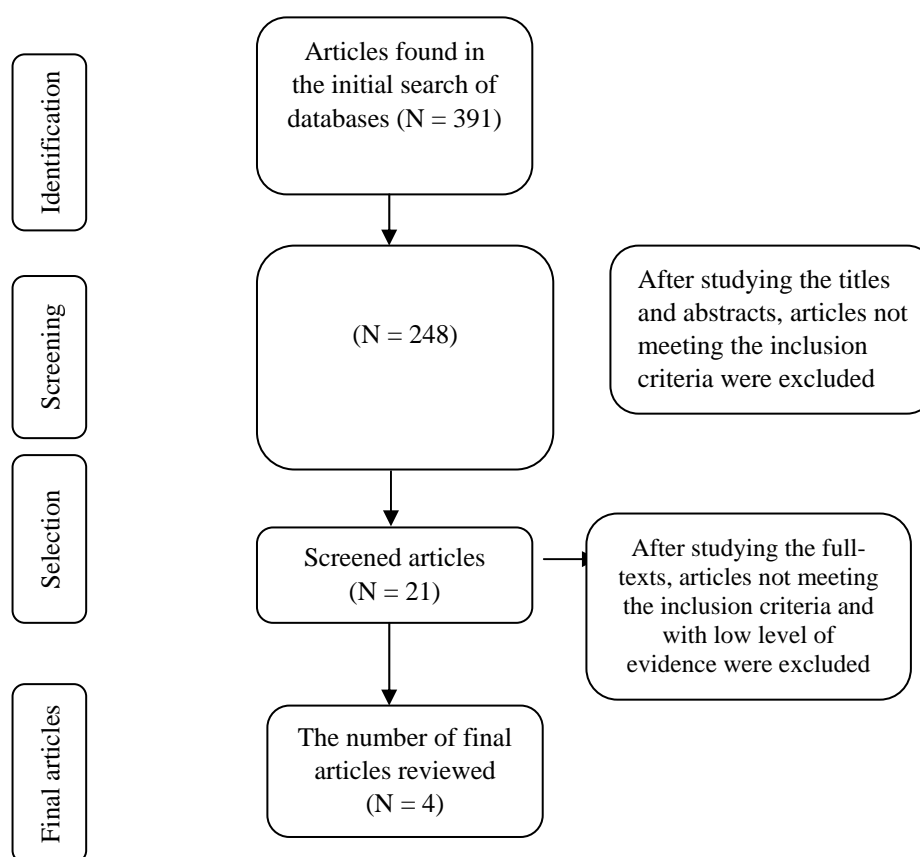 Identification
Articles found in
the initial search of
databases (N = 391)
Screening
(N = 248)
After studying the titles
and abstracts, articles not
meeting the inclusion
criteria were excluded
Selection
Screened articles
(N = 21)
After studying the full-
texts, articles not meeting
the inclusion criteria and
with low level of
evidence were excluded
Final articles
The number of final
articles reviewed
(N = 4)